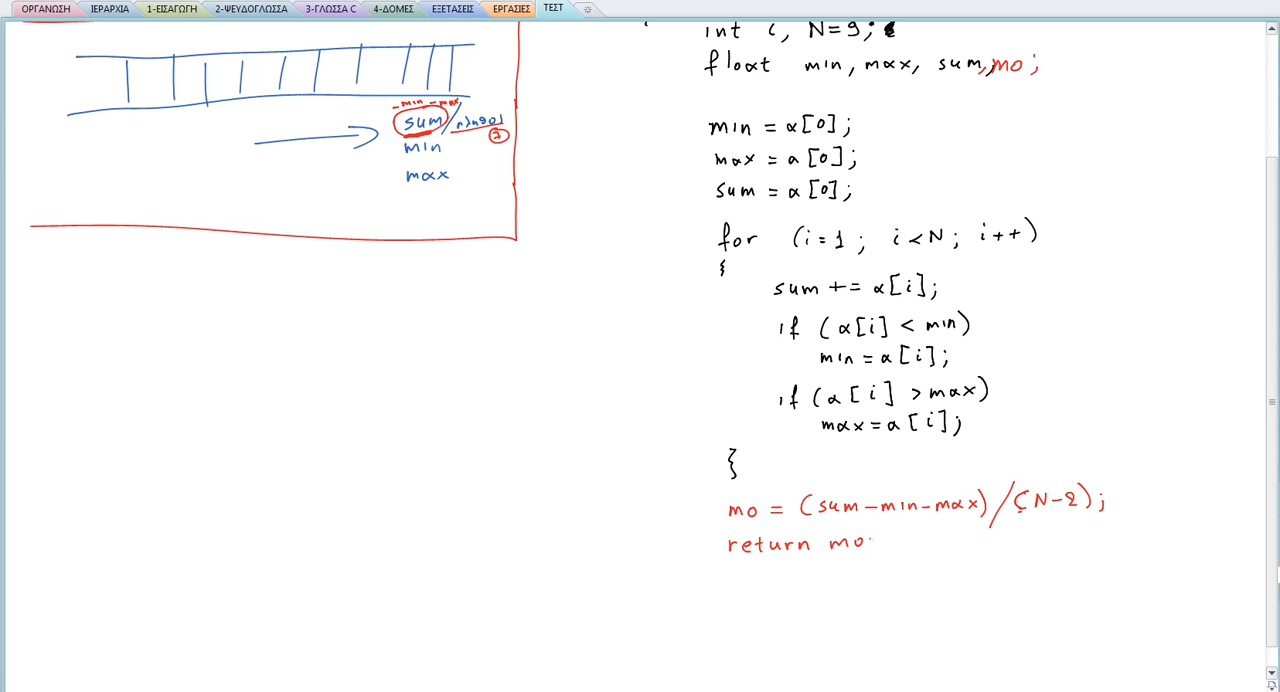 ΟΡΓΑΝΩΣΗ ΙΕΡΑΡΧΙΑ 1-ΕΙΣΑΓΩΓΗ 2-ΨΕΥΔΟΓΛΩΣΣΑ 3-ΓΛΩΣΣΑ C 4-ΔΟΜΕΣ ΕΞΕΤΑΣΕΙΣ ΕΡΓΑΣΙΕΣ ΤΕΣΤ
-min -max
sum/
7
min
max
int i, N=9;
float min, max, sum,mo;
min = a[0];
max = a[0];
sum = a[0];
for (i=1; i<N; i++)
{
sum += a[i];
if (a[i] < min)
min = a[i];
if (a[i] > max)
max = a[i];
}
mo = (sum-min-max)/(N-2);
return mo